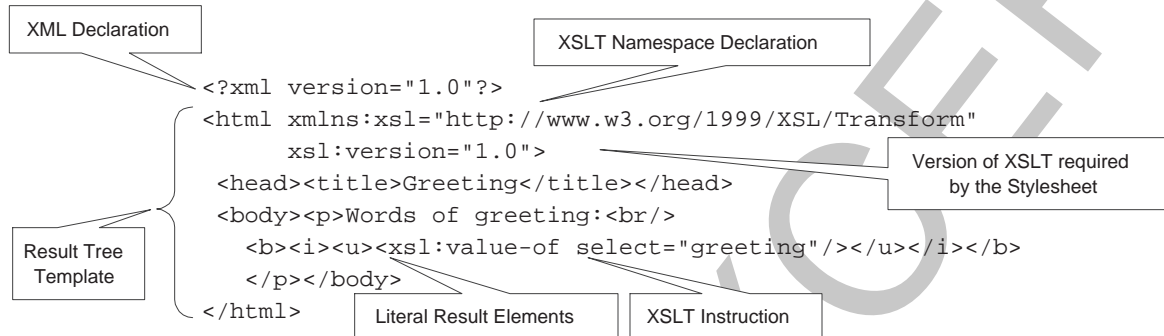 XML Declaration
XSLT Namespace Declaration
<?xml version="1.0"?>
<html xmlns:xsl="http://www.w3.org/1999/XSL/Transform"
xsl:version="1.0">
Version of XSLT required
by the Stylesheet
<head><title>Greeting</title></head>
<body><p>Words of greeting:<br/>
Result Tree
Template
<b><i><u><xsl:value-of select="greeting"/></u></i></b>
</p></body>
</html>
Literal Result Elements
XSLT Instruction